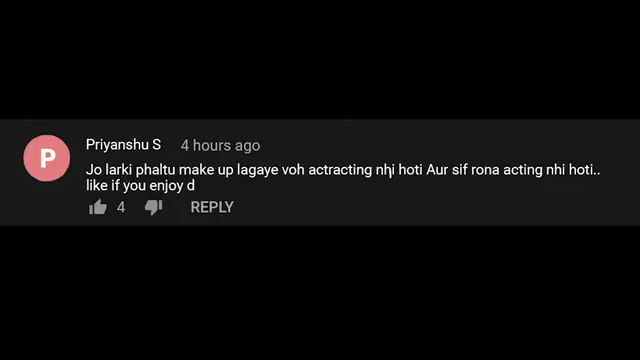 P
Priyanshu S 4 hours ago
Jo larki phaltu make up lagaye voh actracting nhi hoti Aur sif rona acting nhi hoti..
like if you enjoy d
4 REPLY